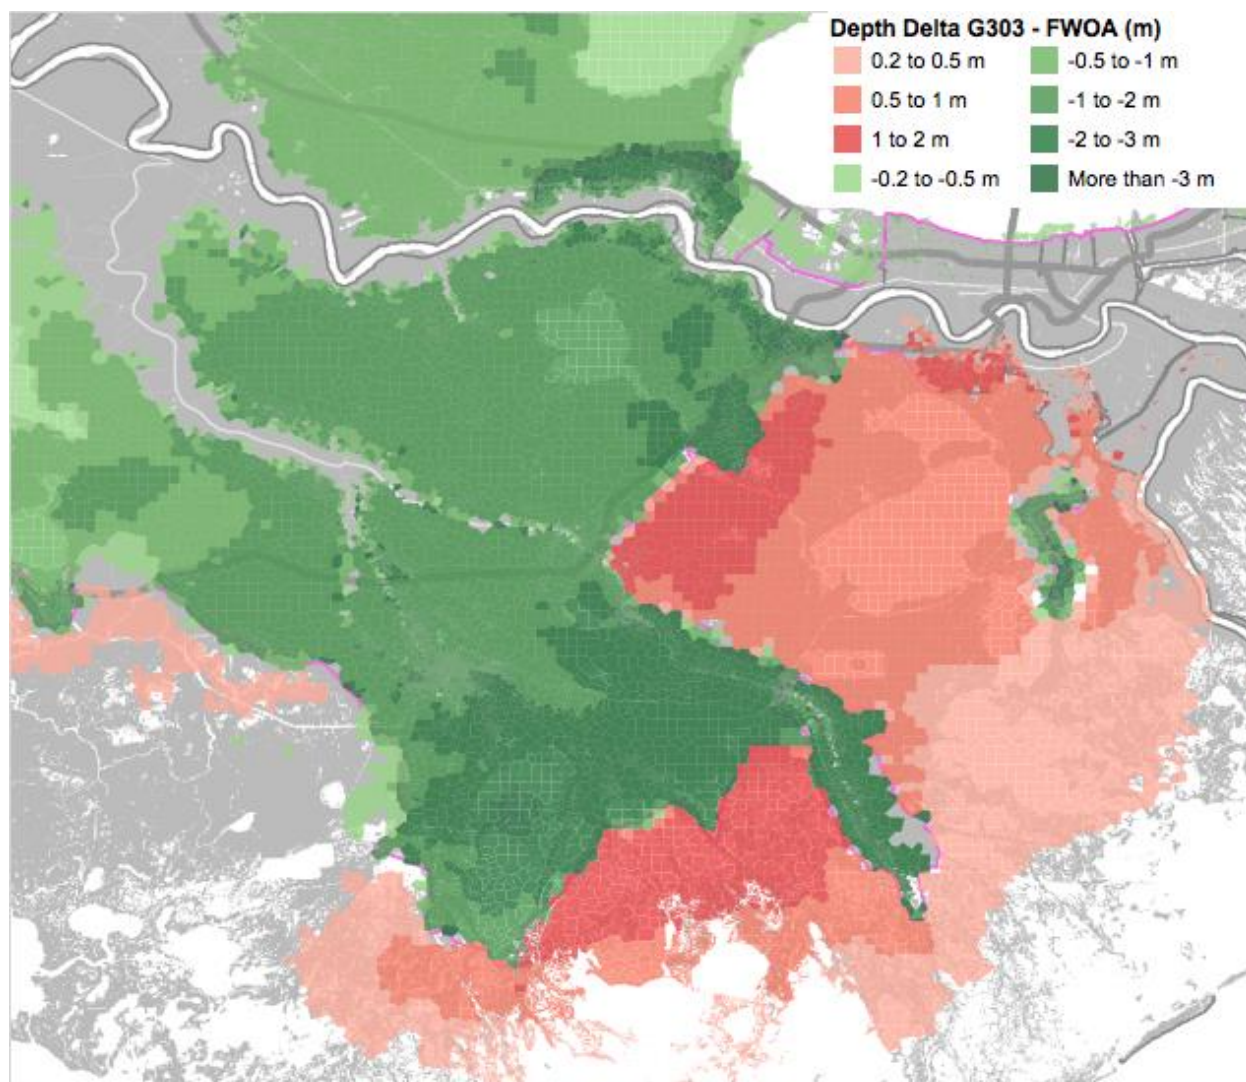 Depth Delta G303 - FWOA (m)
0.2 to 0.5 m
0.5 to 1 m
1 to 2 m
-0.2 to -0.5 m
-0.5 to -1 m
-1 to -2 m
-2 to -3 m
More than -3 m